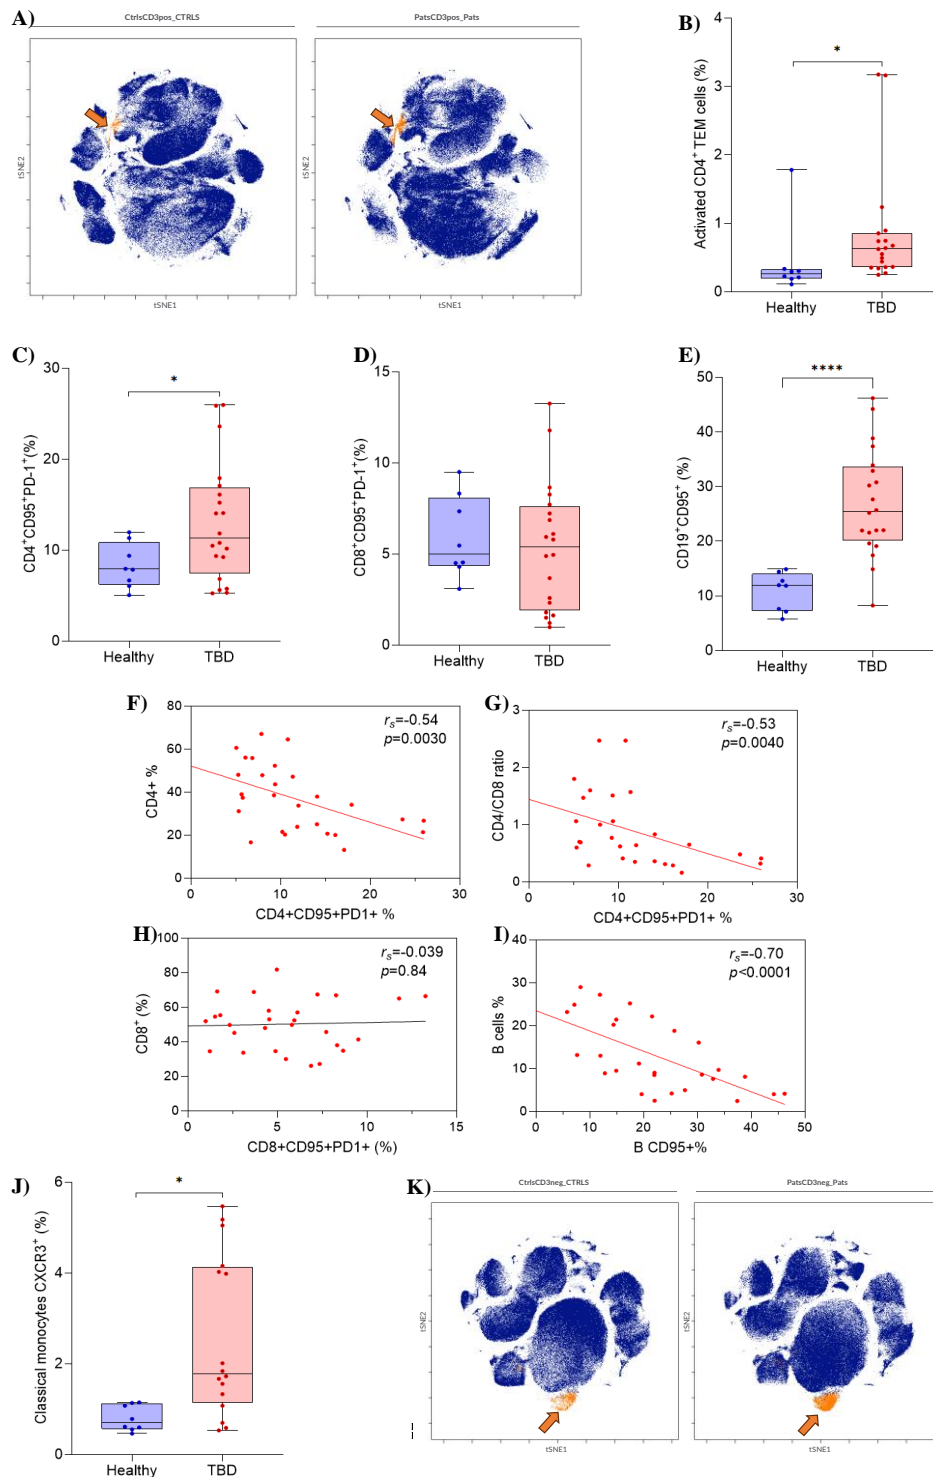 A)
CtrlsCD3pos_CTRLS
PatsCD3pos_Pats
tSNE2
tSNE2
tSNE1
tSNE1
B)
4
3
2
1
0
Activated CD4⁺ TEM cells (%)
*
Healthy
TBD
C)
30
20
10
0
CD4⁺CD95⁺PD-1⁺(%)
*
Healthy
TBD
D)
15
10
5
0
CD8⁺CD95⁺PD-1⁺(%)
Healthy
TBD
E)
50
40
30
20
10
0
CD19⁺CD95⁺ (%)
****
Healthy
TBD
F)
80
60
40
20
0
CD4+ %
rₛ=-0.54
p=0.0030
0
10
20
30
CD4+CD95+PD1+ %
G)
3
2
1
0
CD4/CD8 ratio
rₛ=-0.53
p=0.0040
0
10
20
30
CD4+CD95+PD1+ %
H)
100
80
60
40
20
0
CD8⁺ (%)
rₛ=-0.039
p=0.84
0
5
10
15
CD8+CD95+PD1+ (%)
I)
40
30
20
10
0
B cells %
rₛ=-0.70
p<0.0001
0
10
20
30
40
50
B CD95+%
J)
6
4
2
0
Classical monocytes CXCR3⁺ (%)
*
Healthy
TBD
K)
CtrlsCD3neg_CTRLS
PatsCD3neg_Pats
tSNE2
tSNE2
tSNE1
tSNE1